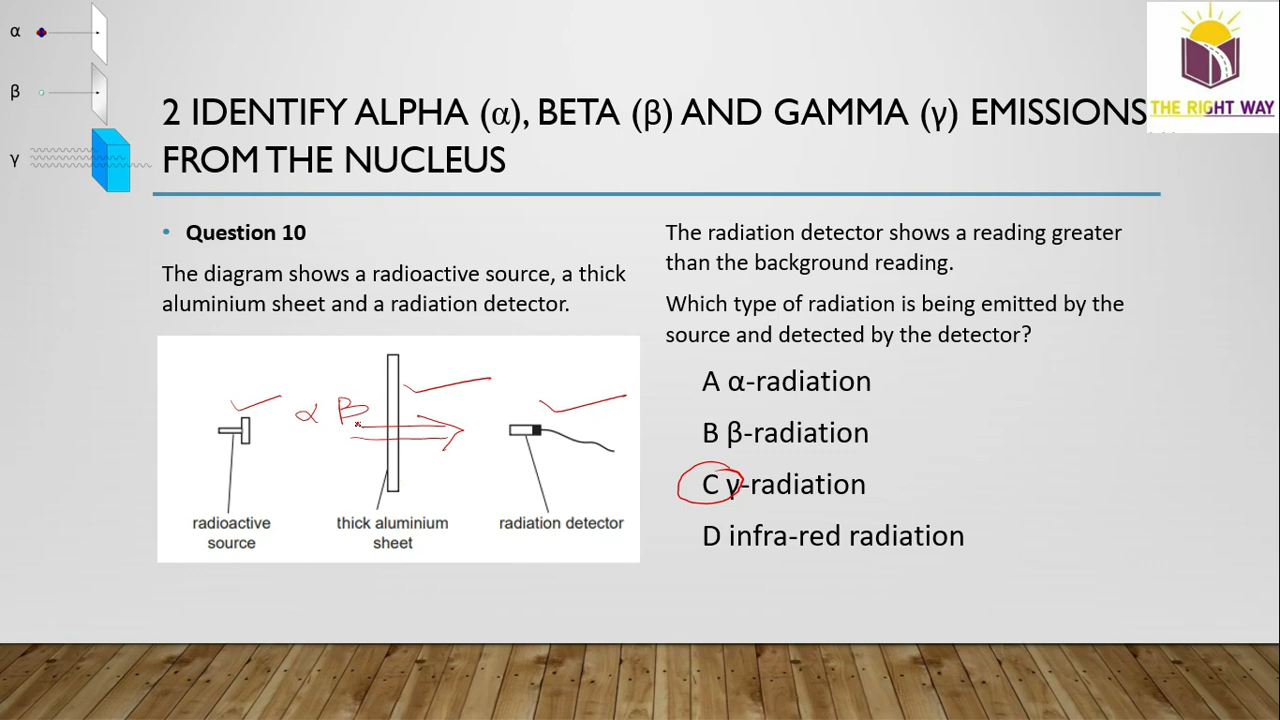 α
β
γ
THE RIGHT WAY
2 IDENTIFY ALPHA (α), BETA (β) AND GAMMA (γ) EMISSIONS
FROM THE NUCLEUS
• Question 10
The diagram shows a radioactive source, a thick
aluminium sheet and a radiation detector.
α β
radioactive
source
thick aluminium
sheet
radiation detector
The radiation detector shows a reading greater
than the background reading.
Which type of radiation is being emitted by the
source and detected by the detector?
A α-radiation
B β-radiation
C γ-radiation
D infra-red radiation